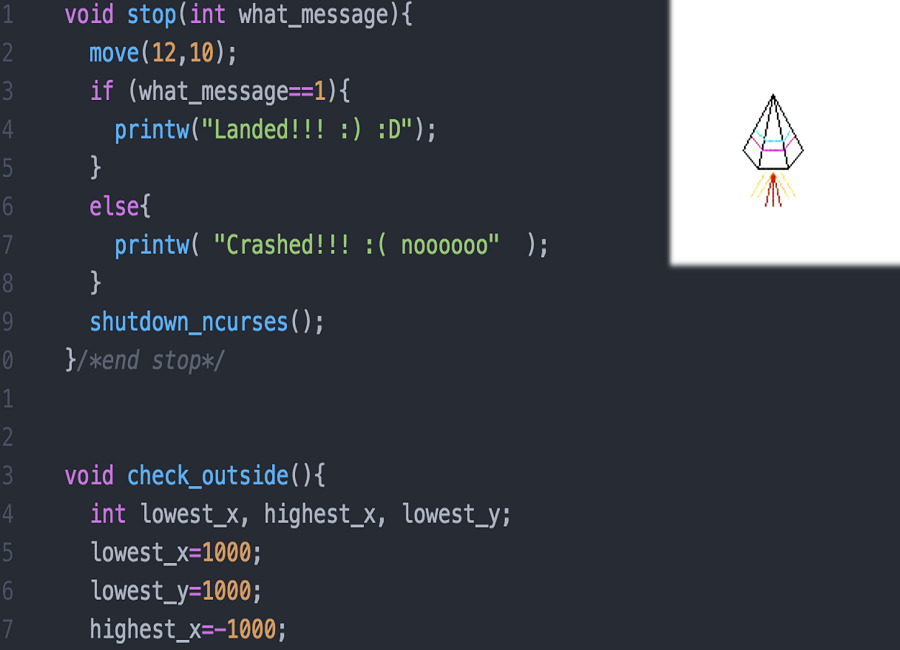 1 void stop(int what_message){
2 move(12,10);
3 if (what_message==1){
4 printw("Landed!!! :) :D");
5 }
6 else{
7 printw( "Crashed!!! :( noooooo"  );
8 }
9 shutdown_ncurses();
0 }/*end stop*/
1
2
3 void check_outside(){
4 int lowest_x, highest_x, lowest_y;
5 lowest_x=1000;
6 lowest_y=1000;
7 highest_x=-1000;